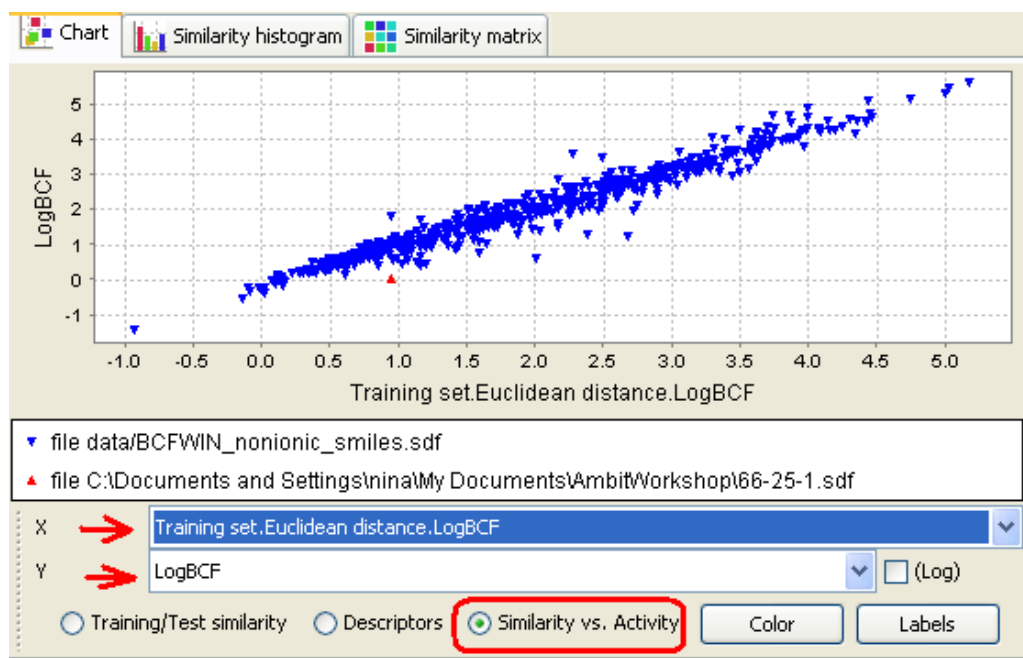 Chart Similarity histogram Similarity matrix
5
4
3
2
1
0
-1
LogBCF
-1.0 -0.5 0.0 0.5 1.0 1.5 2.0 2.5 3.0 3.5 4.0 4.5 5.0
Training set.Euclidean distance.LogBCF
file data/BCFWIN_nonionic_smiles.sdf
file C:\Documents and Settings\nina\My Documents\AmbitWorkshop\66-25-1.sdf
X Training set.Euclidean distance.LogBCF
Y LogBCF (Log)
Training/Test similarity Descriptors Similarity vs. Activity Color Labels